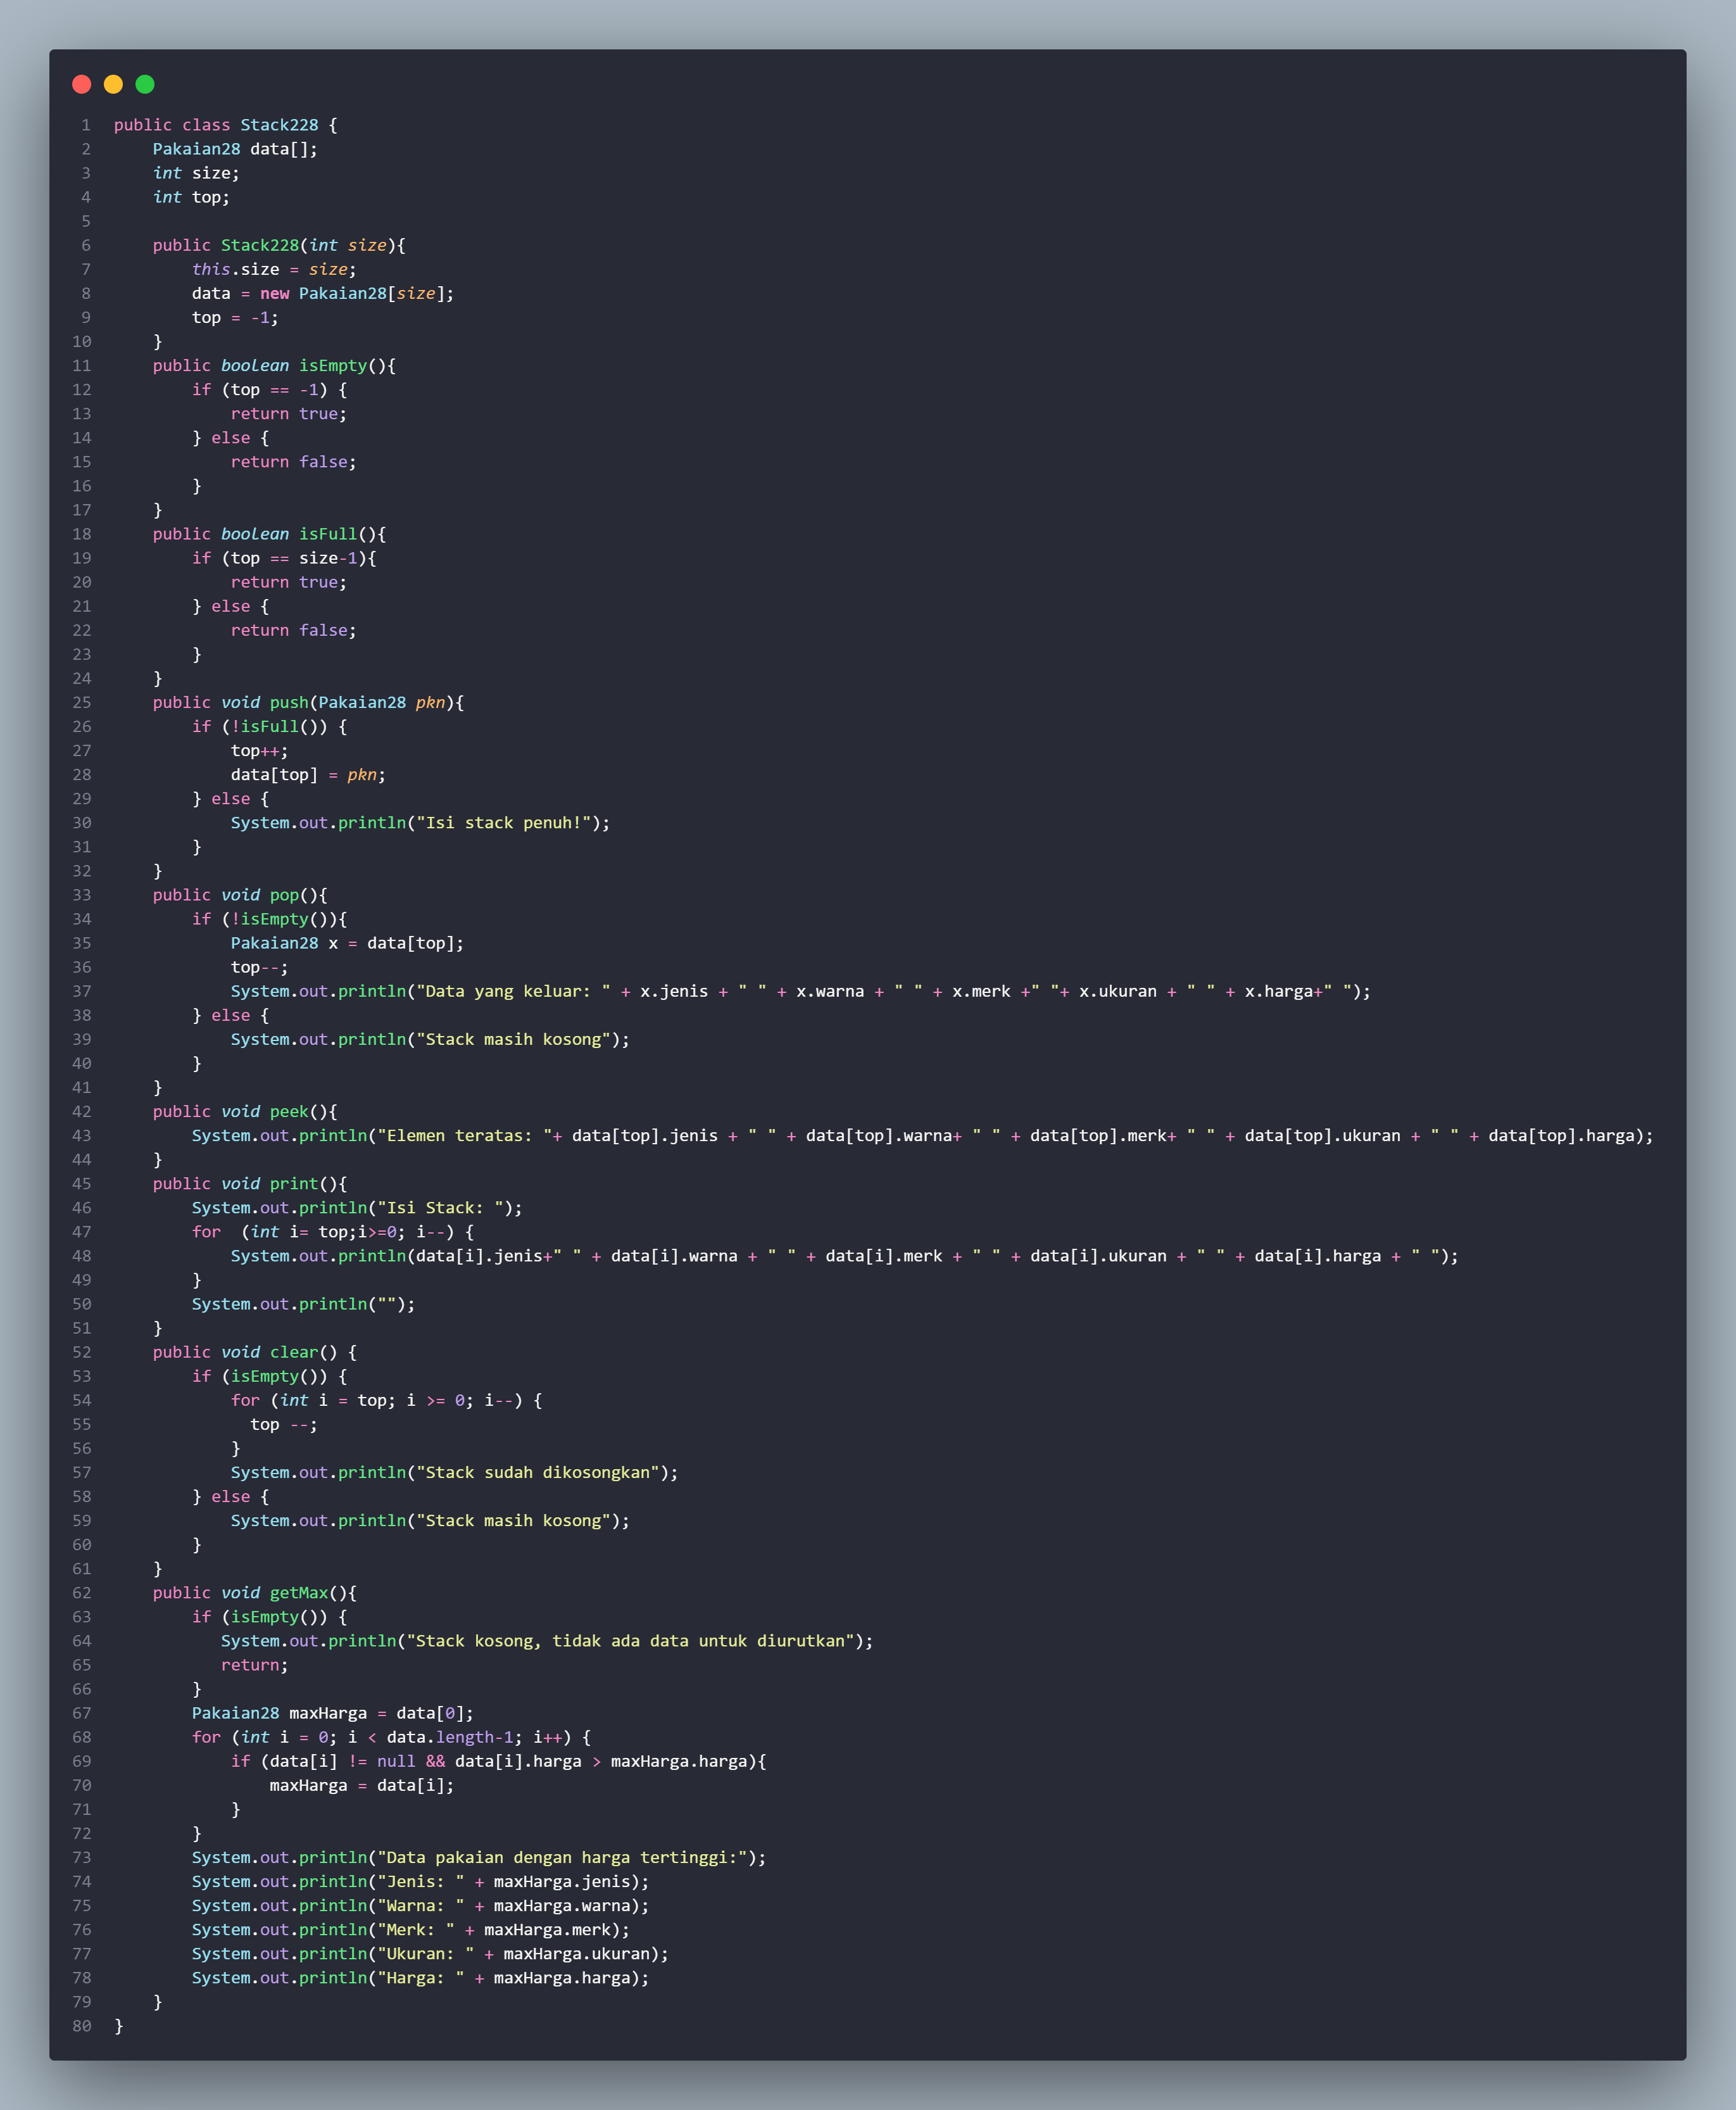 1 public class Stack228 {
2     Pakaian28 data[];
3     int size;
4     int top;
5
6     public Stack228(int size){
7         this.size = size;
8         data = new Pakaian28[size];
9         top = -1;
10     }
11     public boolean isEmpty(){
12         if (top == -1) {
13             return true;
14         } else {
15             return false;
16         }
17     }
18     public boolean isFull(){
19         if (top == size-1){
20             return true;
21         } else {
22             return false;
23         }
24     }
25     public void push(Pakaian28 pkn){
26         if (!isFull()) {
27             top++;
28             data[top] = pkn;
29         } else {
30             System.out.println("Isi stack penuh!");
31         }
32     }
33     public void pop(){
34         if (!isEmpty()){
35             Pakaian28 x = data[top];
36             top--;
37             System.out.println("Data yang keluar: " + x.jenis + " " + x.warna + " " + x.merk +" "+ x.ukuran + " " + x.harga+" ");
38         } else {
39             System.out.println("Stack masih kosong");
40         }
41     }
42     public void peek(){
43         System.out.println("Elemen teratas: "+ data[top].jenis + " " + data[top].warna+ " " + data[top].merk+ " " + data[top].ukuran + " " + data[top].harga);
44     }
45     public void print(){
46         System.out.println("Isi Stack: ");
47         for  (int i= top;i>=0; i--) {
48             System.out.println(data[i].jenis+" " + data[i].warna + " " + data[i].merk + " " + data[i].ukuran + " " + data[i].harga + " ");
49         }
50         System.out.println("");
51     }
52     public void clear() {
53         if (isEmpty()) {
54             for (int i = top; i >= 0; i--) {
55               top --;
56             }
57             System.out.println("Stack sudah dikosongkan");
58         } else {
59             System.out.println("Stack masih kosong");
60         }
61     }
62     public void getMax(){
63         if (isEmpty()) {
64            System.out.println("Stack kosong, tidak ada data untuk diurutkan");
65            return;
66         }
67         Pakaian28 maxHarga = data[0];
68         for (int i = 0; i < data.length-1; i++) {
69             if (data[i] != null && data[i].harga > maxHarga.harga){
70                 maxHarga = data[i];
71             }
72         }
73         System.out.println("Data pakaian dengan harga tertinggi:");
74         System.out.println("Jenis: " + maxHarga.jenis);
75         System.out.println("Warna: " + maxHarga.warna);
76         System.out.println("Merk: " + maxHarga.merk);
77         System.out.println("Ukuran: " + maxHarga.ukuran);
78         System.out.println("Harga: " + maxHarga.harga);
79     }
80 }